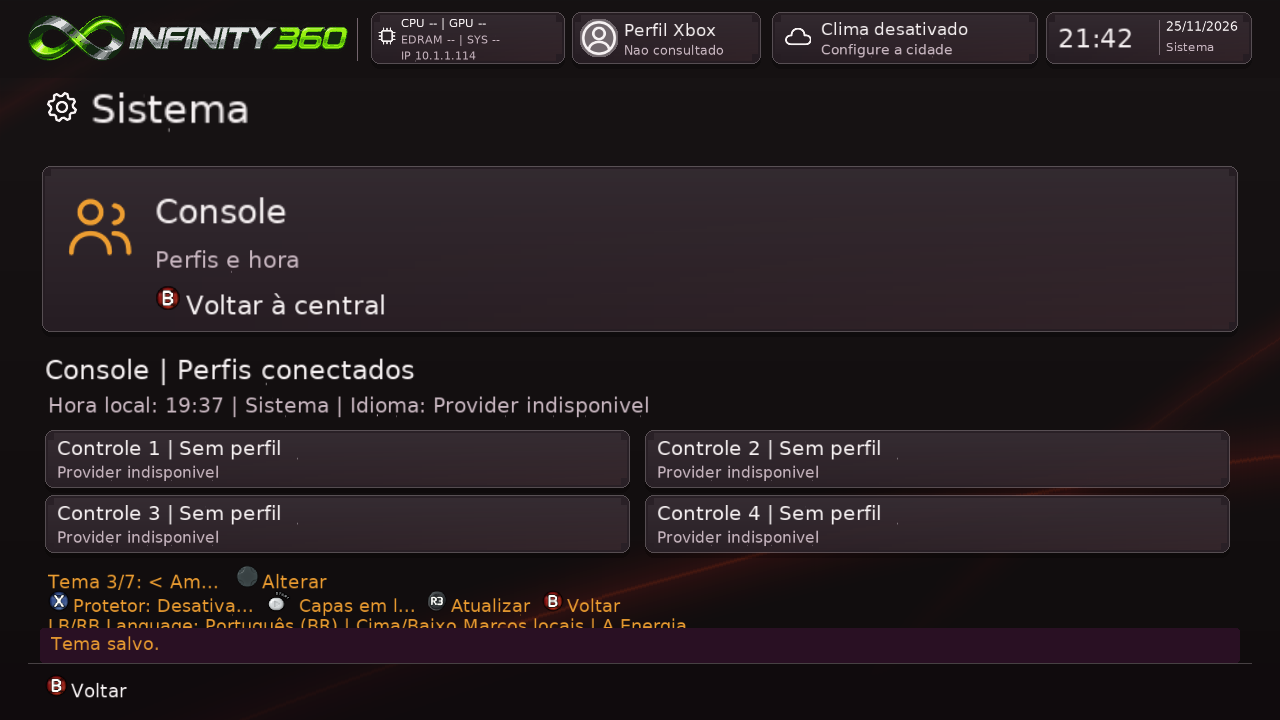 INFINITY 360
CPU -- | GPU --
EDRAM -- | SYS --
IP 10.1.1.114
Perfil Xbox
Nao consultado
Clima desativado
Configure a cidade
21:42
25/11/2026
Sistema
Sistema
Console
Perfis e hora
B Voltar à central
Console | Perfis conectados
Hora local: 19:37 | Sistema | Idioma: Provider indisponivel
Controle 1 | Sem perfil
Provider indisponivel
Controle 2 | Sem perfil
Provider indisponivel
Controle 3 | Sem perfil
Provider indisponivel
Controle 4 | Sem perfil
Provider indisponivel
Tema 3/7: < Am... Alterar
X Protetor: Desativa... START Capas em l... R3 Atualizar B Voltar
LB/RB Language: Português (BR) | Cima/Baixo Marcos locais | A Energia
Tema salvo.
B Voltar